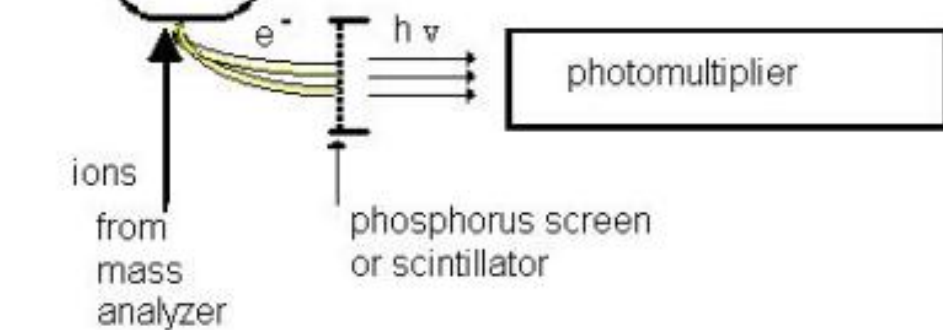 e-
h ν
photomultiplier
ions
from
mass
analyzer
phosphorus screen
or scintillator